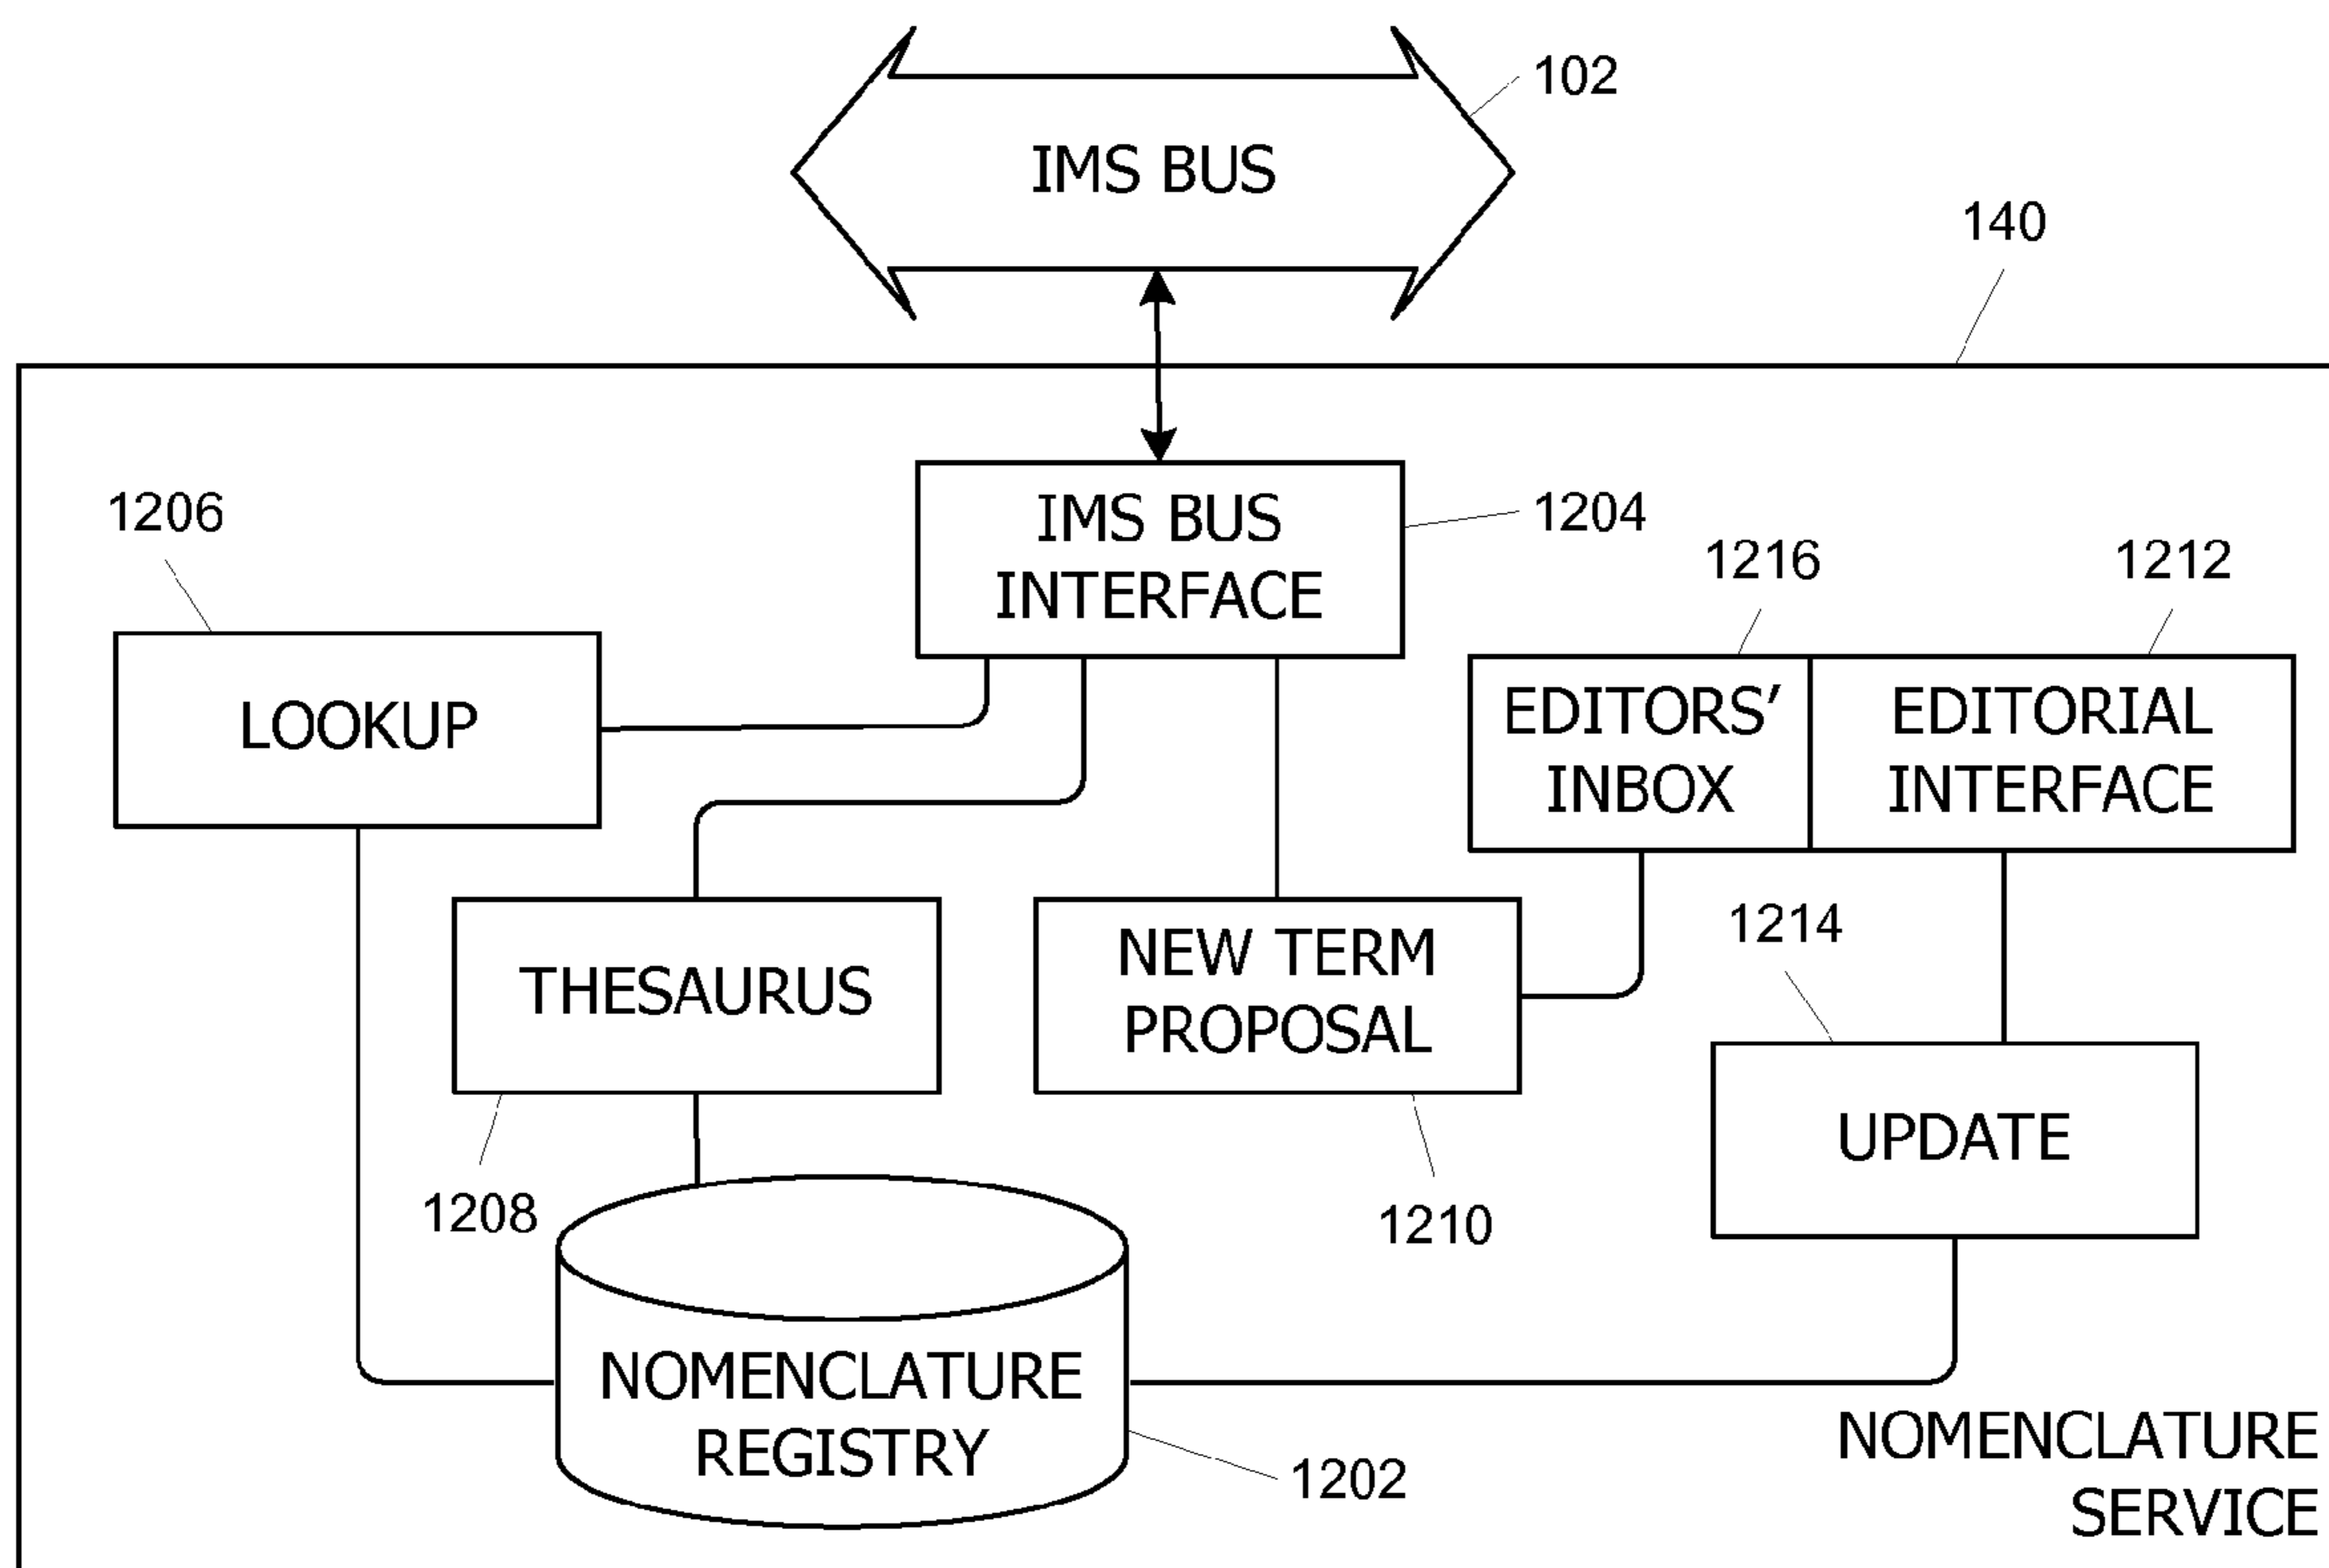 102
IMS BUS
140
IMS BUS
INTERFACE
1204
1206
1216
1212
LOOKUP
EDITORS’
INBOX
EDITORIAL
INTERFACE
THESAURUS
NEW TERM
PROPOSAL
1214
UPDATE
1208
1210
NOMENCLATURE
REGISTRY
1202
NOMENCLATURE
SERVICE